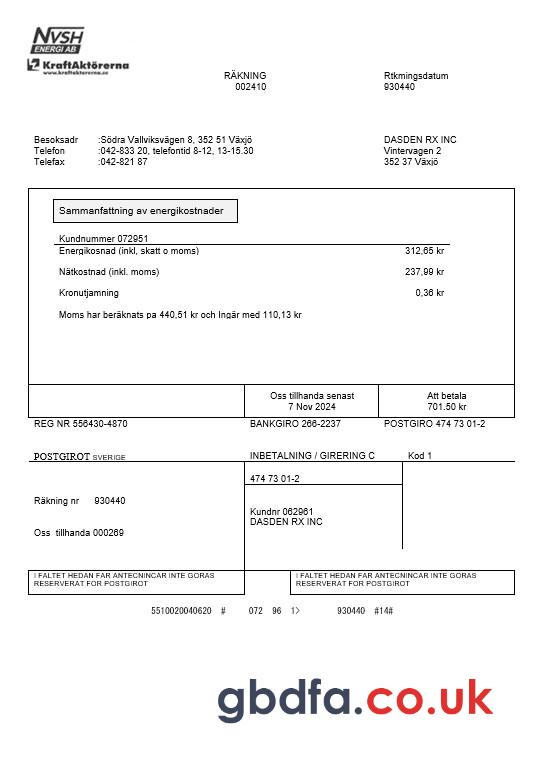 NVSH
ENERGI AB
KraftAktörerna
www.kraftaktorerna.se
RÄKNING
002410
Rtkmingsdatum
930440
Besoksadr :Södra Vallviksvägen 8, 352 51 Växjö
Telefon :042-833 20, telefontid 8-12, 13-15.30
Telefax :042-821 87
DASDEN RX INC
Vintervagen 2
352 37 Växjö
Sammanfattning av energikostnader
Kundnummer 072951
Energikosnad (inkl, skatt o moms) 312,65 kr
Nätkostnad (inkl. moms) 237,99 kr
Kronutjamning 0,36 kr
Moms har beräknats pa 440,51 kr och Ingår med 110,13 kr
Oss tillhanda senast
7 Nov 2024
Att betala
701.50 kr
REG NR 556430-4870 BANKGIRO 266-2237 POSTGIRO 474 73 01-2
POSTGIROT SVERIGE INBETALNING / GIRERING C Kod 1
474 73 01-2
Räkning nr 930440
Kundnr 062961
DASDEN RX INC
Oss tillhanda 000269
I FALTET HEDAN FAR ANTECNINCAR INTE GORAS
RESERVERAT FOR POSTGIROT
I FALTET HEDAN FAR ANTECNINCAR INTE GORAS
RESERVERAT FOR POSTGIROT
5510020040620 # 072 96 1> 930440 #14#
gbdfa.co.uk